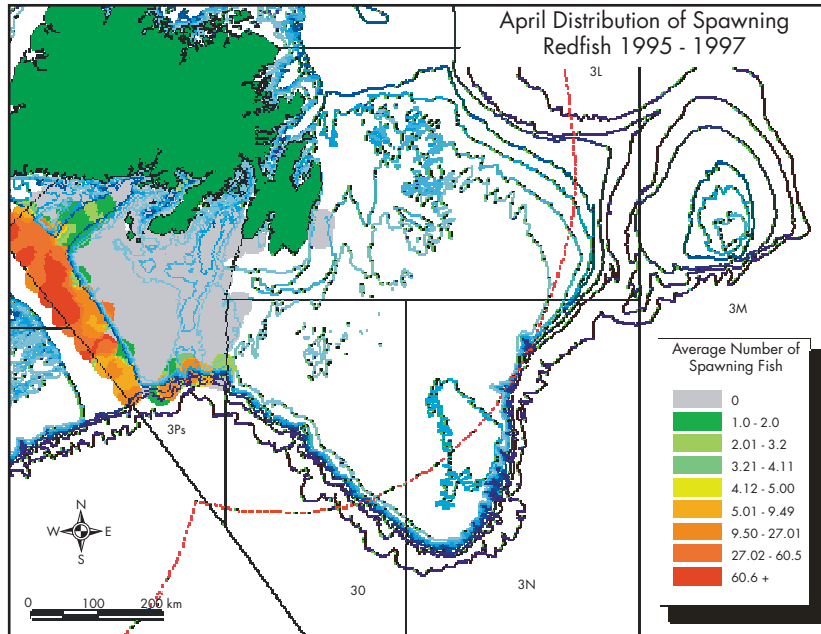 April Distribution of Spawning
Redfish 1995 - 1997
3L
3M
Average Number of
Spawning Fish
0
1.0 - 2.0
2.01 - 3.2
3.21 - 4.11
4.12 - 5.00
5.01 - 9.49
9.50 - 27.01
27.02 - 60.5
60.6 +
3Ps
N
W E
S
30
3N
0 100 200 km